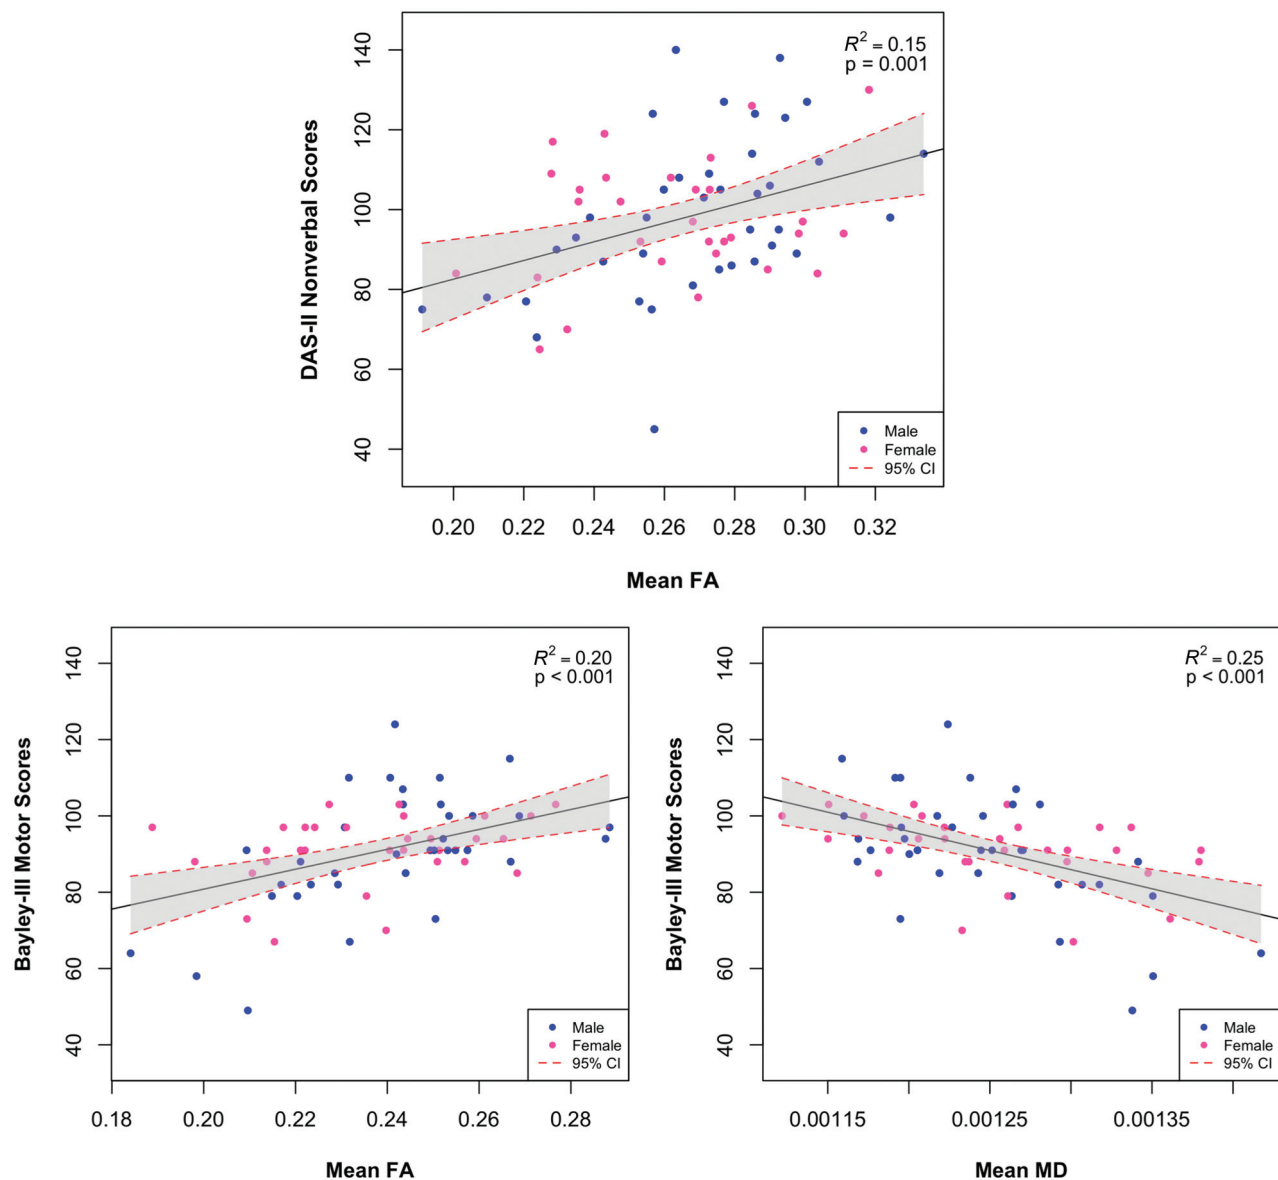 R² = 0.15
p = 0.001
140
120
100
80
60
40
DAS-II Nonverbal Scores
Male
Female
95% CI
0.20 0.22 0.24 0.26 0.28 0.30 0.32
Mean FA
R² = 0.20
p < 0.001
140
120
100
80
60
40
Bayley-III Motor Scores
Male
Female
95% CI
0.18 0.20 0.22 0.24 0.26 0.28
Mean FA
R² = 0.25
p < 0.001
140
120
100
80
60
40
Bayley-III Motor Scores
Male
Female
95% CI
0.00115 0.00125 0.00135
Mean MD